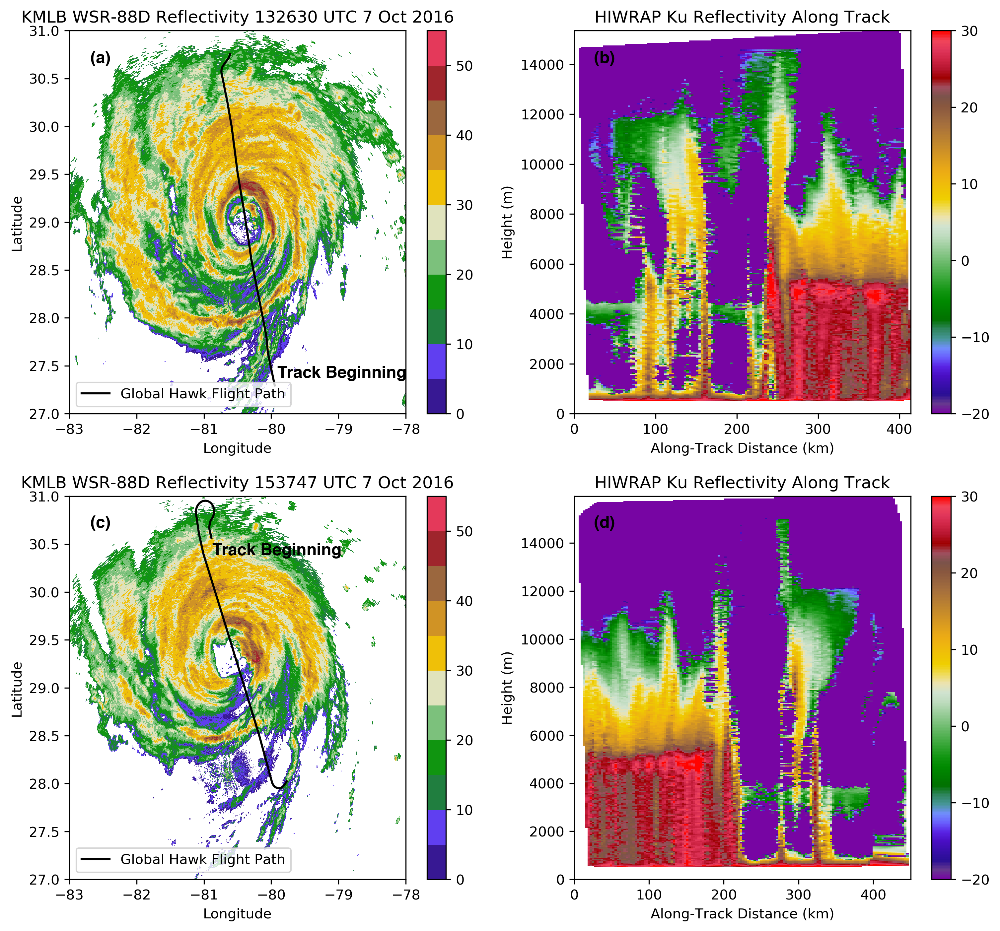 KMLB WSR-88D Reflectivity 132630 UTC 7 Oct 2016
(a)
31.0
30.5
30.0
29.5
29.0
28.5
28.0
27.5
27.0
Latitude
Track Beginning
Global Hawk Flight Path
−83 −82 −81 −80 −79 −78
Longitude
50
40
30
20
10
0
HIWRAP Ku Reflectivity Along Track
(b)
14000
12000
10000
8000
6000
4000
2000
0
Height (m)
0 100 200 300 400
Along-Track Distance (km)
30
20
10
0
−10
−20
KMLB WSR-88D Reflectivity 153747 UTC 7 Oct 2016
(c)
31.0
30.5
30.0
29.5
29.0
28.5
28.0
27.5
27.0
Latitude
Track Beginning
Global Hawk Flight Path
−83 −82 −81 −80 −79 −78
Longitude
50
40
30
20
10
0
HIWRAP Ku Reflectivity Along Track
(d)
14000
12000
10000
8000
6000
4000
2000
0
Height (m)
0 100 200 300 400
Along-Track Distance (km)
30
20
10
0
−10
−20